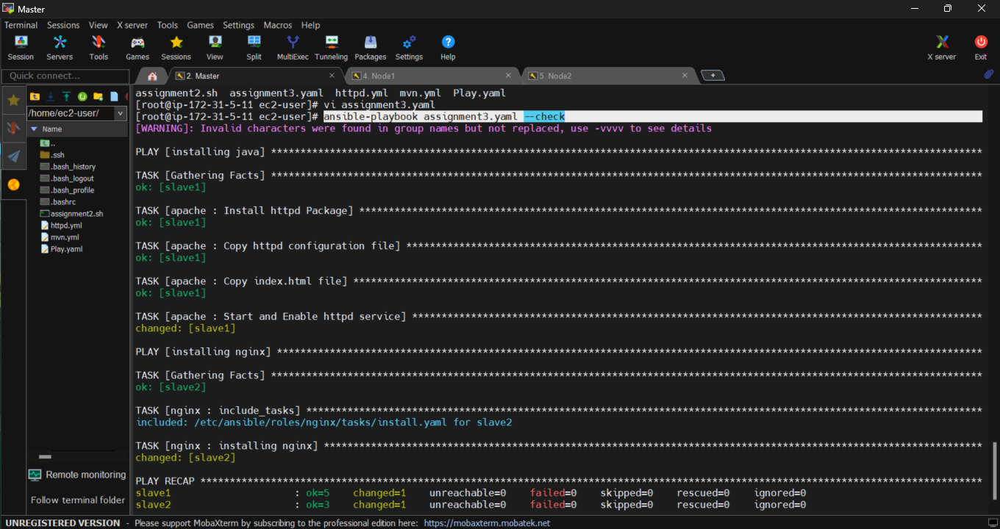 Master
Terminal Sessions View X server Tools Games Settings Macros Help
Session Servers Tools Games Sessions View Split MultiExec Tunneling Packages Settings Help X server Exit
Quick connect...
2. Master
4. Node1
5. Node2
/home/ec2-user/
Name
..
.ssh
.bash_history
.bash_logout
.bash_profile
.bashrc
assignment2.sh
httpd.yml
mvn.yml
Play.yaml
Remote monitoring
Follow terminal folder
assignment2.sh  assignment3.yaml  httpd.yml  mvn.yml  Play.yaml
[root@ip-172-31-5-11 ec2-user]# vi assignment3.yaml
[root@ip-172-31-5-11 ec2-user]# ansible-playbook assignment3.yaml --check
[WARNING]: Invalid characters were found in group names but not replaced, use -vvvv to see details
PLAY [installing java] *************************************************************************************************************************
TASK [Gathering Facts] *************************************************************************************************************************
ok: [slave1]
TASK [apache : Install httpd Package] **********************************************************************************************************
ok: [slave1]
TASK [apache : Copy httpd configuration file] **************************************************************************************************
ok: [slave1]
TASK [apache : Copy index.html file] ***********************************************************************************************************
ok: [slave1]
TASK [apache : Start and Enable httpd service] *************************************************************************************************
changed: [slave1]
PLAY [installing nginx] ************************************************************************************************************************
TASK [Gathering Facts] *************************************************************************************************************************
ok: [slave2]
TASK [nginx : include_tasks] *******************************************************************************************************************
included: /etc/ansible/roles/nginx/tasks/install.yaml for slave2
TASK [nginx : installing nginx] ****************************************************************************************************************
changed: [slave2]
PLAY RECAP *************************************************************************************************************************************
slave1                     : ok=5    changed=1    unreachable=0    failed=0    skipped=0    rescued=0    ignored=0
slave2                     : ok=3    changed=1    unreachable=0    failed=0    skipped=0    rescued=0    ignored=0
UNREGISTERED VERSION - Please support MobaXterm by subscribing to the professional edition here: https://mobaxterm.mobatek.net